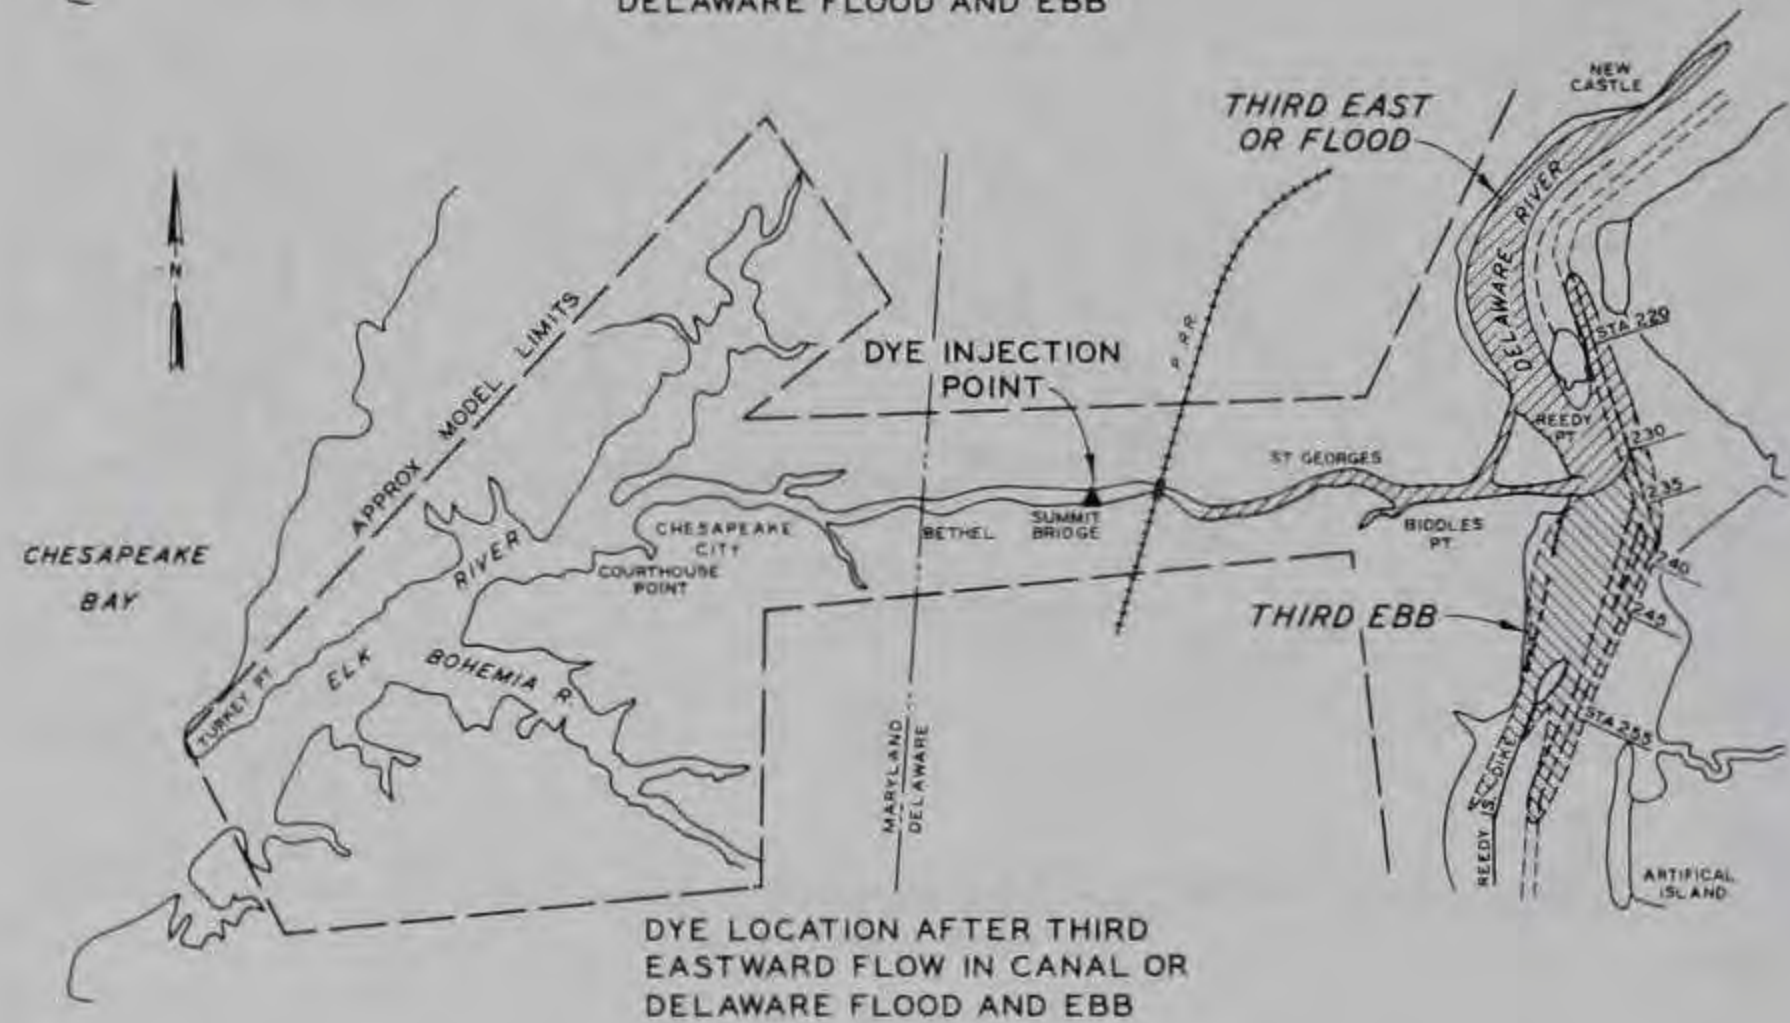 DELAWARE FLOOD AND EBB
NEW
CASTLE
THIRD EAST
OR FLOOD
DELAWARE RIVER
N
APPROX MODEL LIMITS
STA 220
DYE INJECTION
POINT
P. RR.
REEDY
PT
230
ST GEORGES
235
CHESAPEAKE
CITY
BETHEL
SUMMIT
BRIDGE
BIDDLES
PT.
CHESAPEAKE
BAY
COURTHOUSE
POINT
240
THIRD EBB
245
ELK RIVER
BOHEMIA R.
TURKEY PT
STA 255
MARYLAND
DELAWARE
REEDY IS. DIKE
ARTIFICAL
ISLAND
DYE LOCATION AFTER THIRD
EASTWARD FLOW IN CANAL OR
DELAWARE FLOOD AND EBB